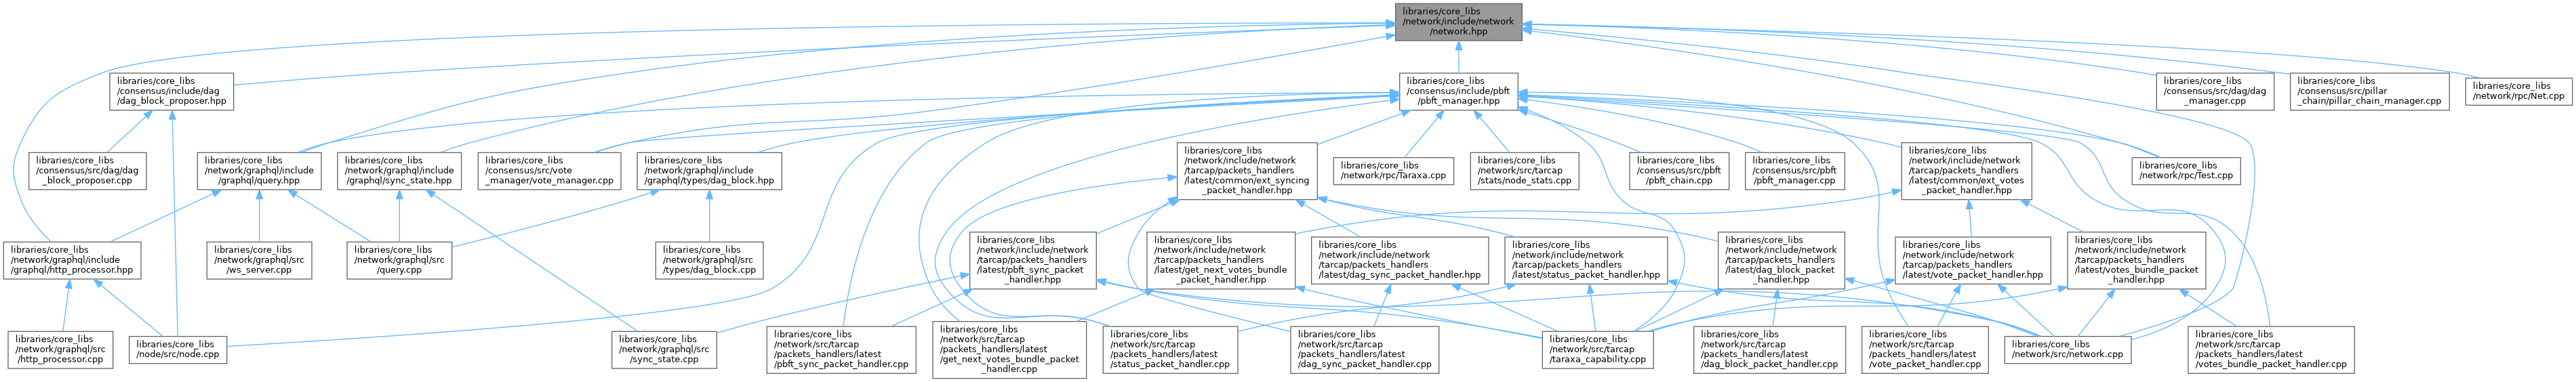 libraries/core_libs
/network/include/network
/network.hpp
libraries/core_libs
/consensus/include/dag
/dag_block_proposer.hpp
libraries/core_libs
/consensus/include/pbft
/pbft_manager.hpp
libraries/core_libs
/consensus/src/dag/dag
_manager.cpp
libraries/core_libs
/consensus/src/pillar
_chain/pillar_chain_manager.cpp
libraries/core_libs
/network/rpc/Net.cpp
libraries/core_libs
/consensus/src/dag/dag
_block_proposer.cpp
libraries/core_libs
/network/graphql/include
/graphql/query.hpp
libraries/core_libs
/network/graphql/include
/graphql/sync_state.hpp
libraries/core_libs
/consensus/src/vote
_manager/vote_manager.cpp
libraries/core_libs
/network/graphql/include
/graphql/types/dag_block.hpp
libraries/core_libs
/network/include/network
/tarcap/packets_handlers
/latest/common/ext_syncing
_packet_handler.hpp
libraries/core_libs
/network/rpc/Taraxa.cpp
libraries/core_libs
/network/src/tarcap
/stats/node_stats.cpp
libraries/core_libs
/consensus/src/pbft
/pbft_chain.cpp
libraries/core_libs
/consensus/src/pbft
/pbft_manager.cpp
libraries/core_libs
/network/include/network
/tarcap/packets_handlers
/latest/common/ext_votes
_packet_handler.hpp
libraries/core_libs
/network/rpc/Test.cpp
libraries/core_libs
/network/graphql/include
/graphql/http_processor.hpp
libraries/core_libs
/network/graphql/src
/ws_server.cpp
libraries/core_libs
/network/graphql/src
/query.cpp
libraries/core_libs
/network/graphql/src
/types/dag_block.cpp
libraries/core_libs
/network/include/network
/tarcap/packets_handlers
/latest/pbft_sync_packet
_handler.hpp
libraries/core_libs
/network/include/network
/tarcap/packets_handlers
/latest/get_next_votes_bundle
_packet_handler.hpp
libraries/core_libs
/network/include/network
/tarcap/packets_handlers
/latest/dag_sync_packet_handler.hpp
libraries/core_libs
/network/include/network
/tarcap/packets_handlers
/latest/status_packet_handler.hpp
libraries/core_libs
/network/include/network
/tarcap/packets_handlers
/latest/dag_block_packet
_handler.hpp
libraries/core_libs
/network/include/network
/tarcap/packets_handlers
/latest/vote_packet_handler.hpp
libraries/core_libs
/network/include/network
/tarcap/packets_handlers
/latest/votes_bundle_packet
_handler.hpp
libraries/core_libs
/network/graphql/src
/http_processor.cpp
libraries/core_libs
/node/src/node.cpp
libraries/core_libs
/network/graphql/src
/sync_state.cpp
libraries/core_libs
/network/src/tarcap
/packets_handlers/latest
/pbft_sync_packet_handler.cpp
libraries/core_libs
/network/src/tarcap
/packets_handlers/latest
/get_next_votes_bundle_packet
_handler.cpp
libraries/core_libs
/network/src/tarcap
/packets_handlers/latest
/status_packet_handler.cpp
libraries/core_libs
/network/src/tarcap
/packets_handlers/latest
/dag_sync_packet_handler.cpp
libraries/core_libs
/network/src/tarcap
/taraxa_capability.cpp
libraries/core_libs
/network/src/tarcap
/packets_handlers/latest
/dag_block_packet_handler.cpp
libraries/core_libs
/network/src/tarcap
/packets_handlers/latest
/vote_packet_handler.cpp
libraries/core_libs
/network/src/network.cpp
libraries/core_libs
/network/src/tarcap
/packets_handlers/latest
/votes_bundle_packet_handler.cpp